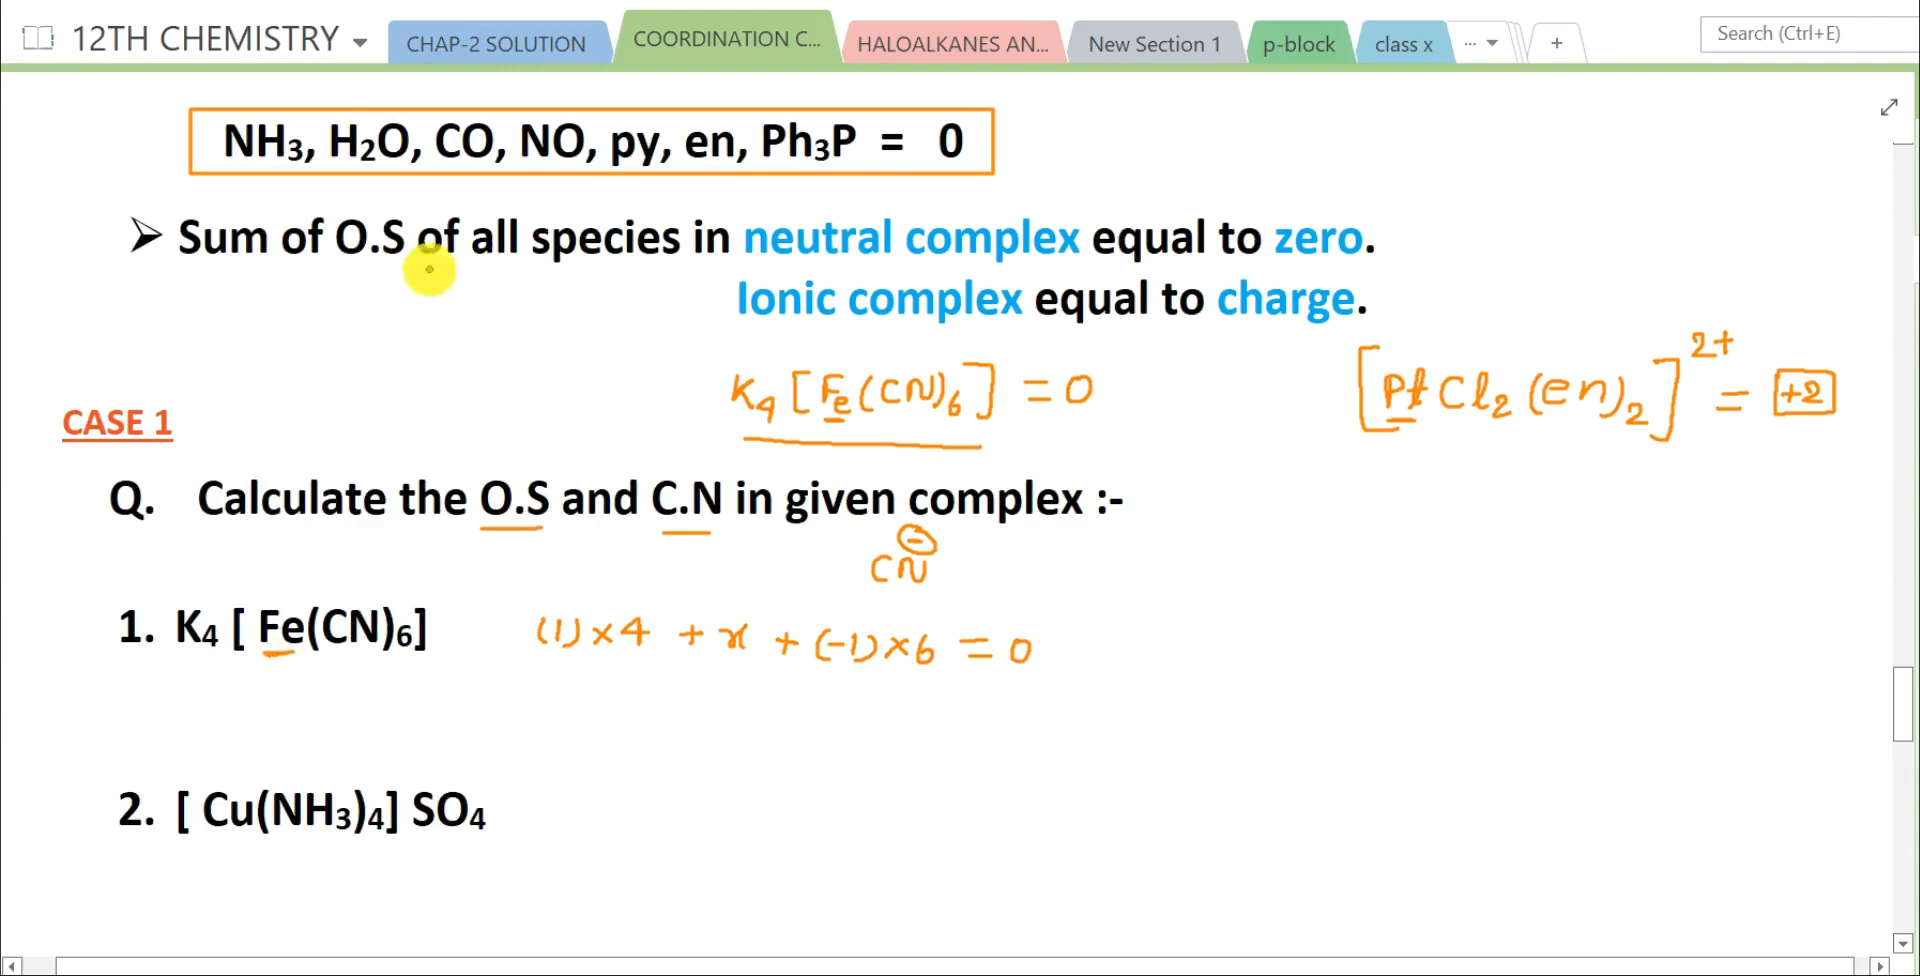 12TH CHEMISTRY
CHAP-2 SOLUTION
COORDINATION C...
HALOALKANES AN...
New Section 1
p-block
class x
...
+
Search (Ctrl+E)
NH₃, H₂O, CO, NO, py, en, Ph₃P = 0
➢ Sum of O.S of all species in neutral complex equal to zero.
Ionic complex equal to charge.
K₄[Fe(CN)₆] = 0
[PtCl₂(en)₂]²⁺ = +2
CASE 1
Q. Calculate the O.S and C.N in given complex :-
CN⁻
1. K₄ [ Fe(CN)₆]
(1)×4 + x + (-1)×6 = 0
2. [ Cu(NH₃)₄] SO₄